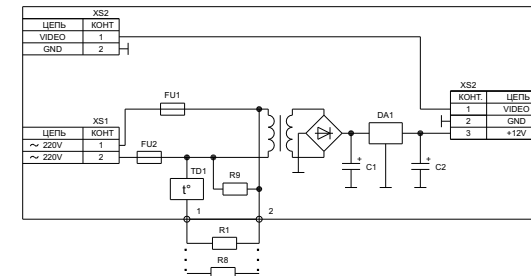 XS2
ЦЕПЬ КОНТ
VIDEO 1
GND 2
XS2
КОНТ. ЦЕПЬ
1 VIDEO
2 GND
3 +12V
FU1
DA1
XS1
ЦЕПЬ КОНТ
~ 220V 1
~ 220V 2
FU2
TD1
t°
R9
+ C1
+ C2
1 2
R1
R8